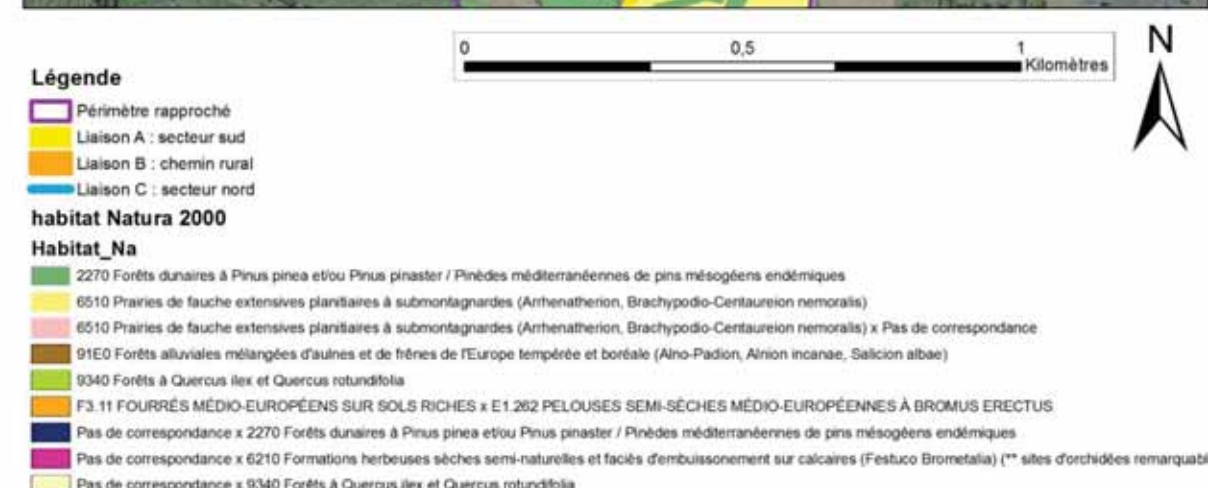 0 0,5 1
Kilomètres
N
Légende
Périmètre rapproché
Liaison A : secteur sud
Liaison B : chemin rural
Liaison C : secteur nord
habitat Natura 2000
Habitat_Na
2270 Forêts dunaires à Pinus pinea et/ou Pinus pinaster / Pinèdes méditerranéennes de pins mésogéens endémiques
6510 Prairies de fauche extensives planitiaires à submontagnardes (Arrhenatherion, Brachypodio-Centaureion nemoralis)
6510 Prairies de fauche extensives planitiaires à submontagnardes (Arrhenatherion, Brachypodio-Centaureion nemoralis) x Pas de correspondance
91E0 Forêts alluviales mélangées d'aulnes et de frênes de l'Europe tempérée et boréale (Alno-Padion, Alnion incanae, Salicion albae)
9340 Forêts à Quercus ilex et Quercus rotundifolia
F3.11 FOURRÉS MÉDIO-EUROPÉENS SUR SOLS RICHES x E1.262 PELOUSES SEMI-SÈCHES MÉDIO-EUROPÉENNES À BROMUS ERECTUS
Pas de correspondance x 2270 Forêts dunaires à Pinus pinea et/ou Pinus pinaster / Pinèdes méditerranéennes de pins mésogéens endémiques
Pas de correspondance x 6210 Formations herbeuses sèches semi-naturelles et faciès d'embuissonement sur calcaires (Festuco Brometalia) (** sites d'orchidées remarquabl
Pas de correspondance x 9340 Forêts à Quercus ilex et Quercus rotundifolia